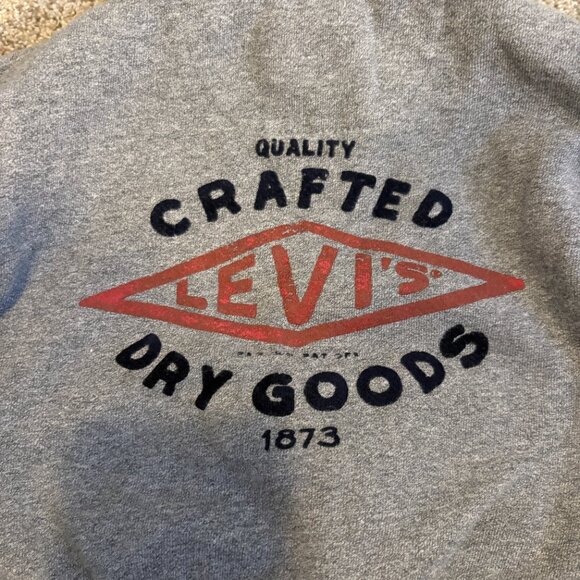 QUALITY
CRAFTED
LEVI'S
DRY GOODS
1873